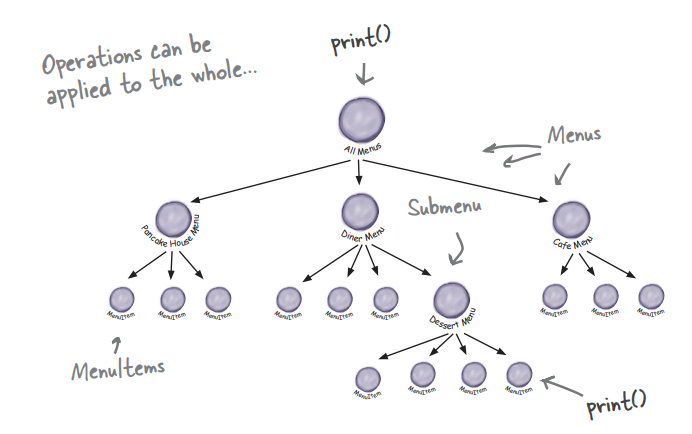 print()
Operations can be
applied to the whole...
All Menus
Menus
Submenu
Pancake House Menu
Diner Menu
Cafe Menu
MenuItem
MenuItem
MenuItem
MenuItem
MenuItem
MenuItem
Dessert Menu
MenuItem
MenuItem
MenuItem
MenuItems
MenuItem
MenuItem
MenuItem
MenuItem
print()